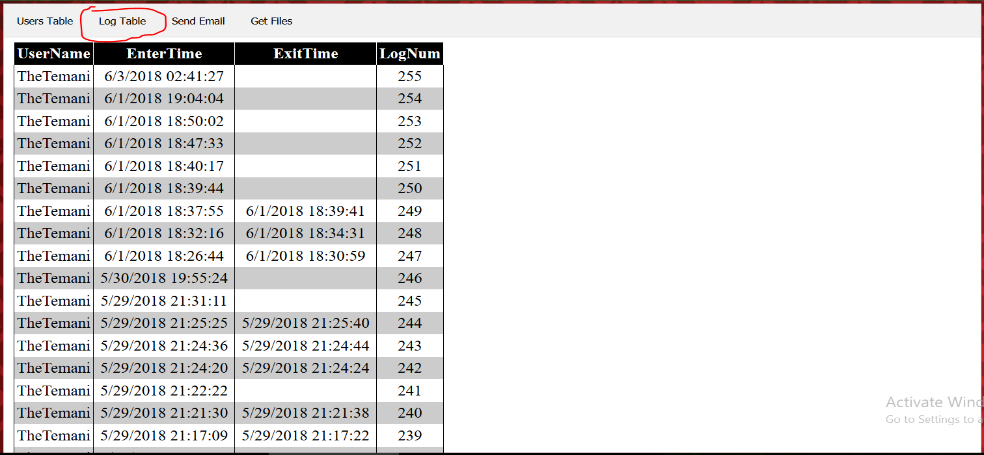 Users Table Log Table Send Email Get Files
UserName EnterTime ExitTime LogNum
TheTemani 6/3/2018 02:41:27 255
TheTemani 6/1/2018 19:04:04 254
TheTemani 6/1/2018 18:50:02 253
TheTemani 6/1/2018 18:47:33 252
TheTemani 6/1/2018 18:40:17 251
TheTemani 6/1/2018 18:39:44 250
TheTemani 6/1/2018 18:37:55 6/1/2018 18:39:41 249
TheTemani 6/1/2018 18:32:16 6/1/2018 18:34:31 248
TheTemani 6/1/2018 18:26:44 6/1/2018 18:30:59 247
TheTemani 5/30/2018 19:55:24 246
TheTemani 5/29/2018 21:31:11 245
TheTemani 5/29/2018 21:25:25 5/29/2018 21:25:40 244
TheTemani 5/29/2018 21:24:36 5/29/2018 21:24:44 243
TheTemani 5/29/2018 21:24:20 5/29/2018 21:24:24 242
TheTemani 5/29/2018 21:22:22 241
TheTemani 5/29/2018 21:21:30 5/29/2018 21:21:38 240
TheTemani 5/29/2018 21:17:09 5/29/2018 21:17:22 239
Activate Wind
Go to Settings to a